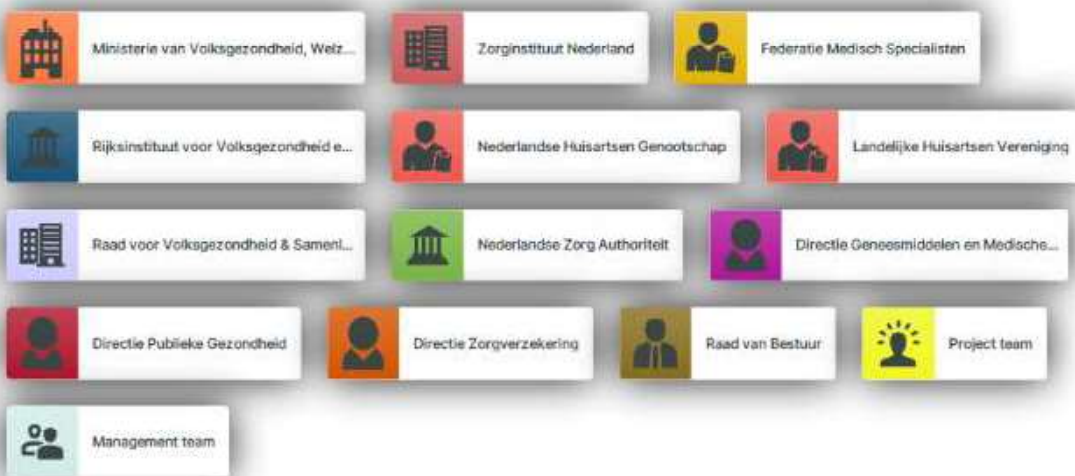 Ministerie van Volksgezondheid, Welz...
Zorginstituut Nederland
Federatie Medisch Specialisten
Rijksinstituut voor Volksgezondheid e...
Nederlandse Huisartsen Genootschap
Landelijke Huisartsen Vereniging
Raad voor Volksgezondheid & Samenl...
Nederlandse Zorg Authoriteit
Directie Geneesmiddelen en Medische...
Directie Publieke Gezondheid
Directie Zorgverzekering
Raad van Bestuur
Project team
Management team